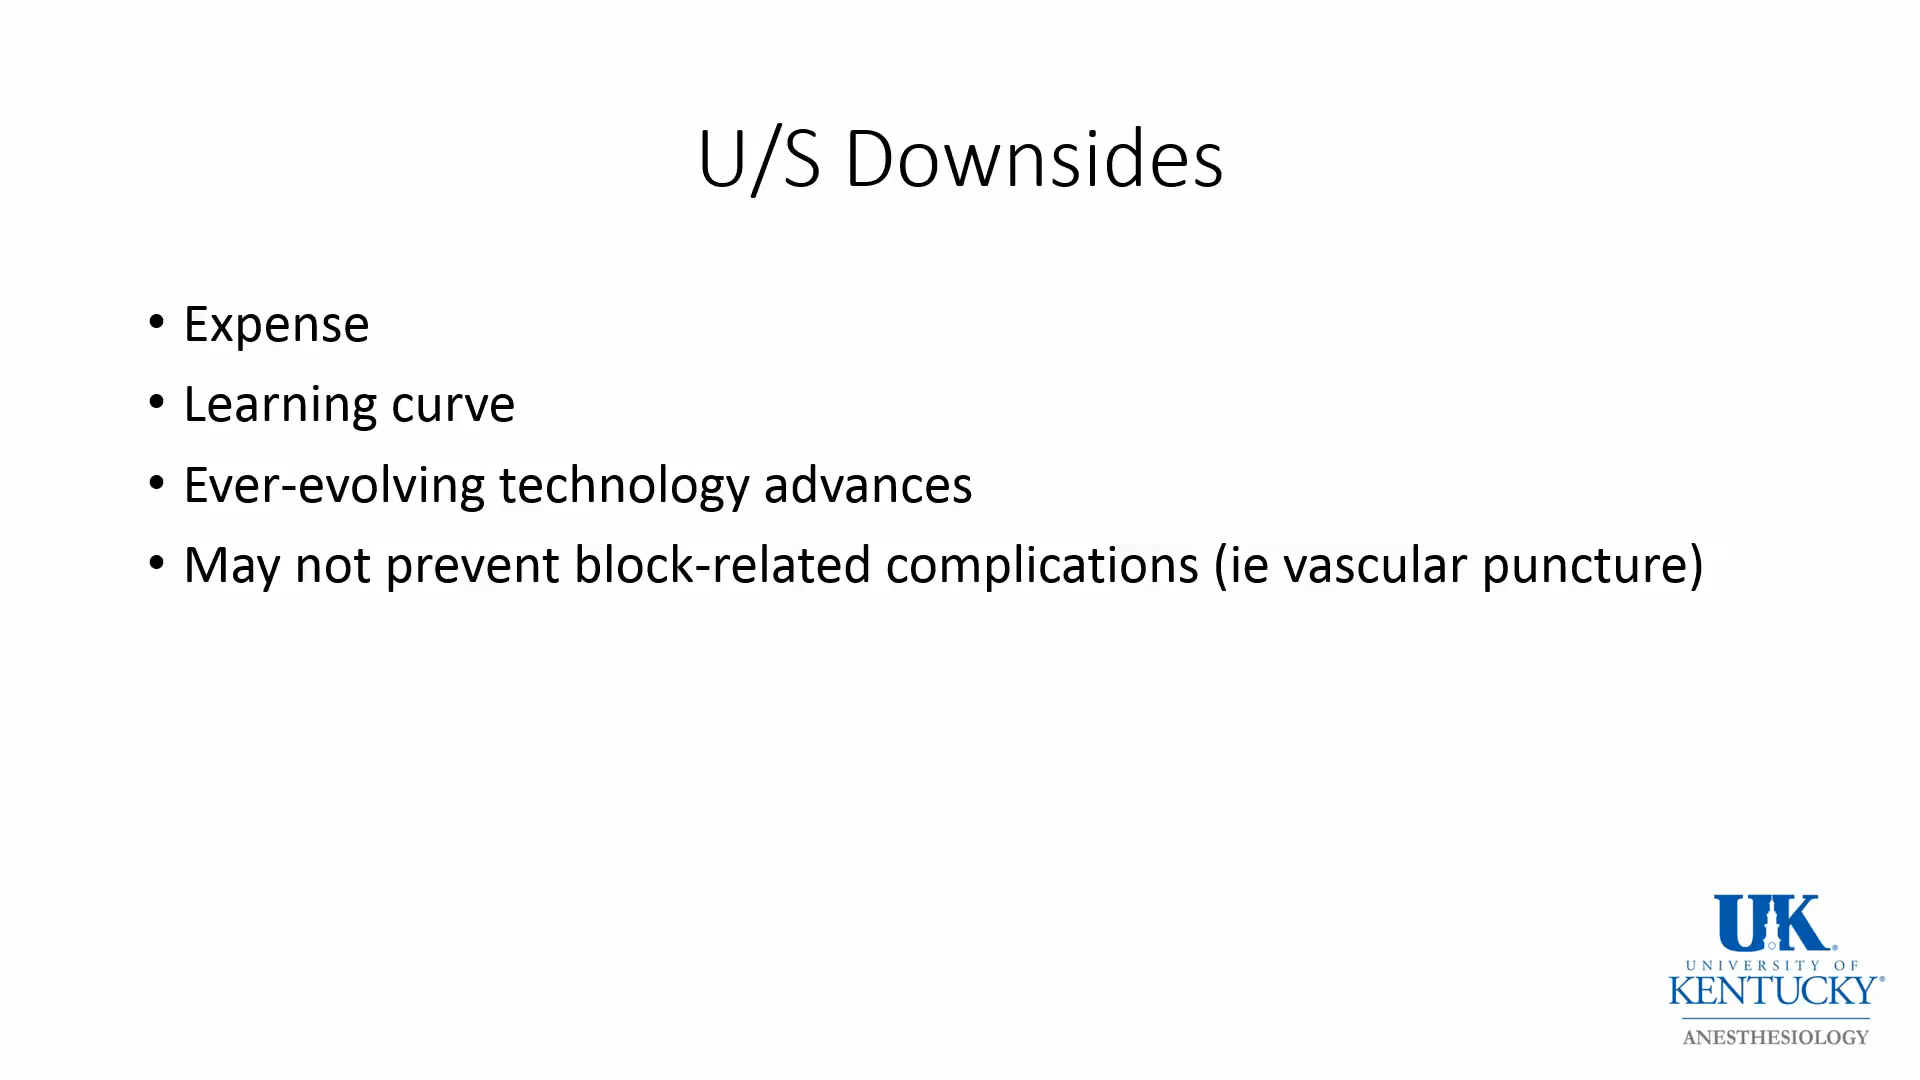 U/S Downsides
• Expense
• Learning curve
• Ever-evolving technology advances
• May not prevent block-related complications (ie vascular puncture)
UK®
UNIVERSITY OF
KENTUCKY®
ANESTHESIOLOGY